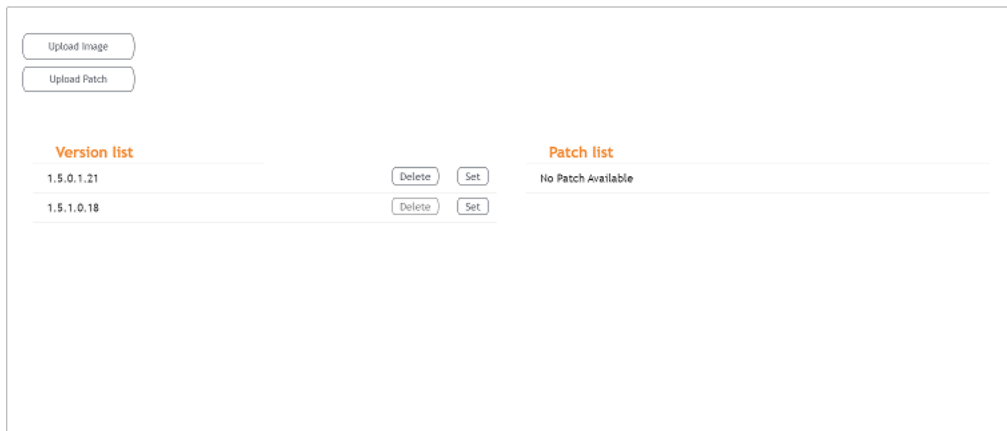 Upload Image
Upload Patch
Version list
Patch list
1.5.0.1.21 Delete Set
No Patch Available
1.5.1.0.18 Delete Set